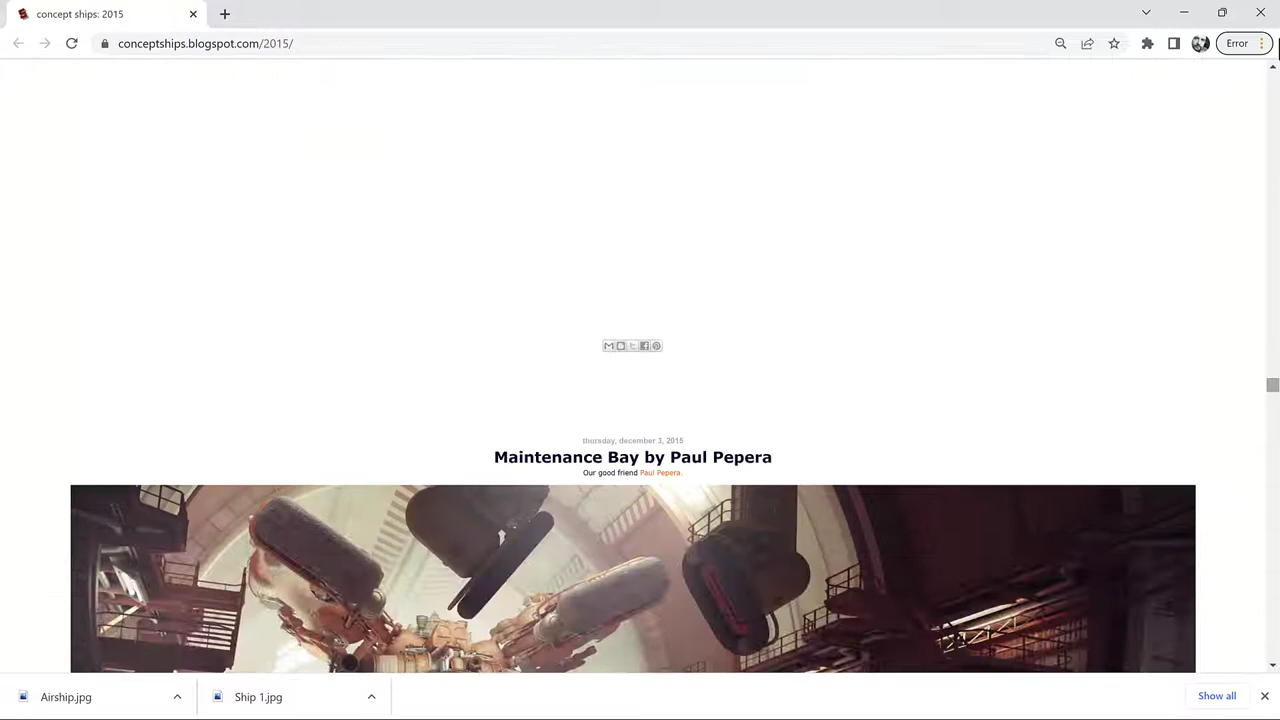 concept ships: 2015
conceptships.blogspot.com/2015/
Error
thursday, december 3, 2015
Maintenance Bay by Paul Pepera
Our good friend Paul Pepera.
Airship.jpg
Ship 1.jpg
Show all